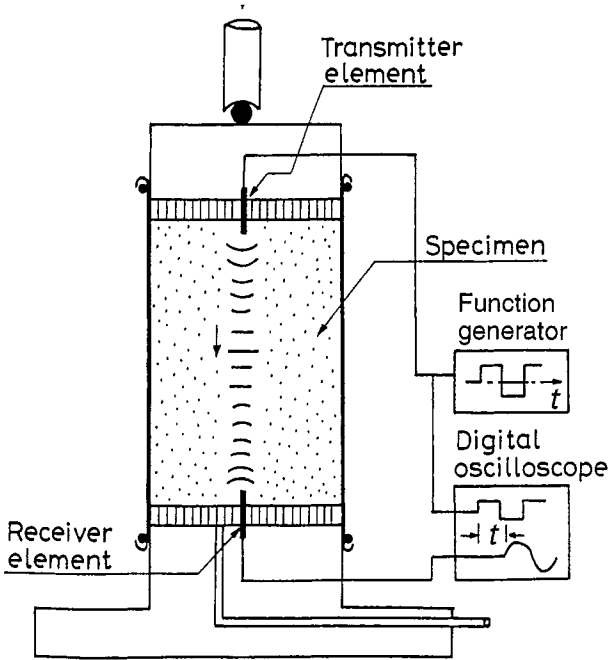 Transmitter
element
Specimen
Function
generator
t
Digital
oscilloscope
t
Receiver
element